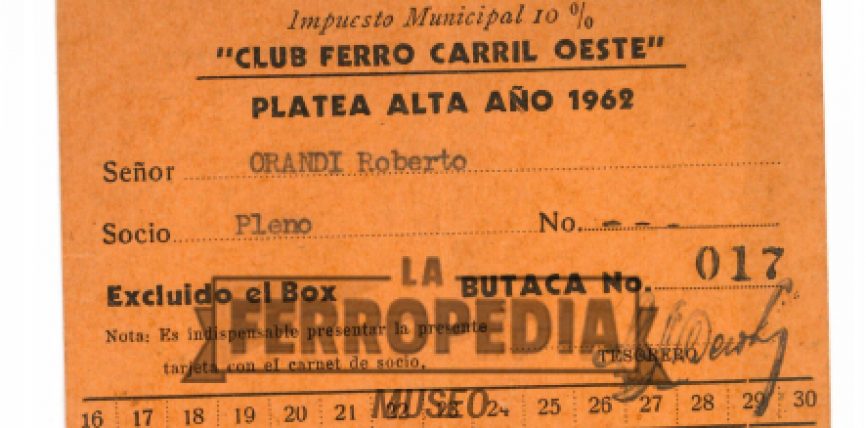 Impuesto Municipal 10 %
"CLUB FERRO CARRIL OESTE"
PLATEA ALTA AÑO 1962
Señor ORANDI Roberto
Socio Pleno No. - - -
Excluido el Box BUTACA No. 017
Nota: Es indispensable presentar la presente
tarjeta con el carnet de socio.
TESORERO
LA
FERROPEDIA
MUSEO
16 17 18 19 20 21 22 23 24 25 26 27 28 29 30